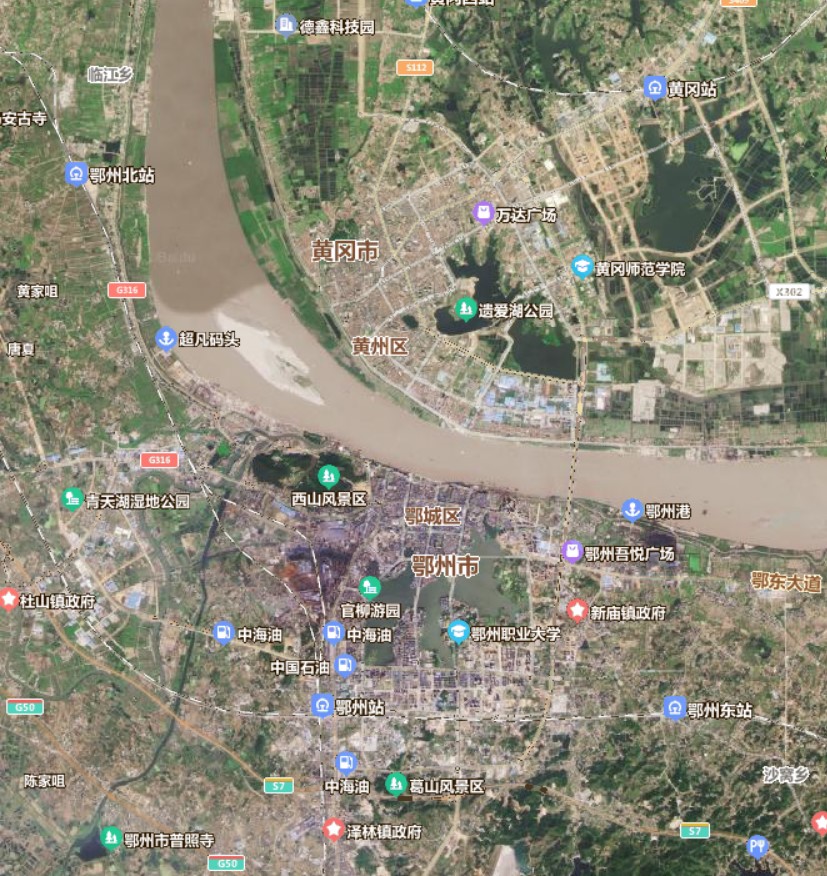 黄冈西站
德鑫科技园
S112
临江乡
黄冈站
安古寺
鄂州北站
万达广场
黄冈市
黄冈师范学院
Baidu
G316
黄家咀
X302
遗爱湖公园
超凡码头
唐夏
黄州区
G316
西山风景区
青天湖湿地公园
鄂城区
鄂州港
鄂州吾悦广场
鄂州市
鄂东大道
杜山镇政府
官柳游园
新庙镇政府
中海油
中海油
鄂州职业大学
中国石油
G50
鄂州站
鄂州东站
陈家咀
S7
中海油
葛山风景区
沙窝乡
泽林镇政府
S7
鄂州市普照寺
G50